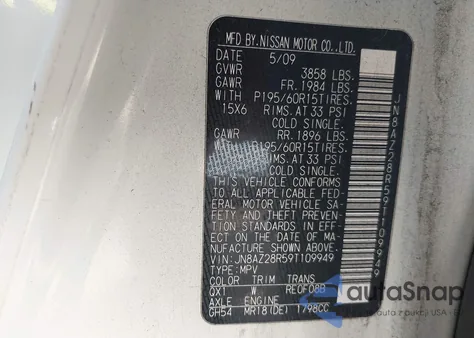 MFD BY.NISSAN MOTOR CO.,LTD.
DATE 5/09
GVWR 3858 LBS.
GAWR FR. 1984 LBS.
WITH P195/60R15TIRES.
15X6 RIMS.AT 33 PSI
COLD SINGLE.
GAWR RR. 1896 LBS.
WITH P195/60R15TIRES.
15X6 RIMS.AT 33 PSI
COLD SINGLE.
THIS VEHICLE CONFORMS
TO ALL APPLICABLE FED-
ERAL MOTOR VEHICLE SA-
FETY AND THEFT PREVEN-
TION STANDARDS IN EFF-
ECT ON THE DATE OF MA-
NUFACTURE SHOWN ABOVE.
VIN:JN8AZ28R59T109949
TYPE:MPV
COLOR TRIM TRANS
QX1 W RE0F08B
AXLE ENGINE
GH54 MR18(DE) 1798CC
JN8AZ28R59T109949
autoSnap